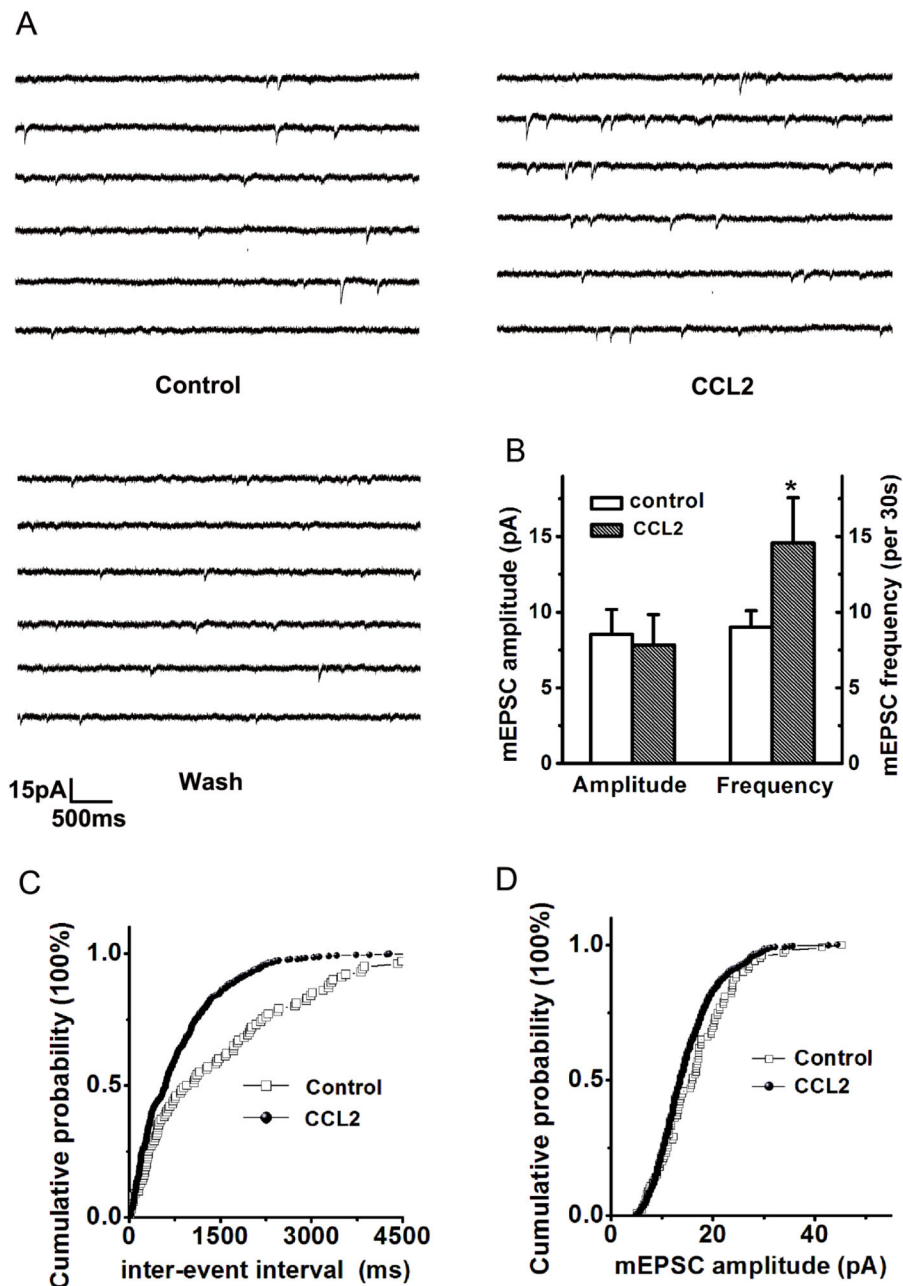 A
Control
CCL2
Wash
15pA
500ms
B
mEPSC amplitude (pA)
15
10
5
0
control
CCL2
*
15
10
5
0
mEPSC frequency (per 30s)
Amplitude
Frequency
C
Cumulative probability (100%)
1.0
0.5
0.0
Control
CCL2
0
1500
3000
4500
inter-event interval (ms)
D
Cumulative probability (100%)
1.0
0.5
0.0
Control
CCL2
0
20
40
mEPSC amplitude (pA)